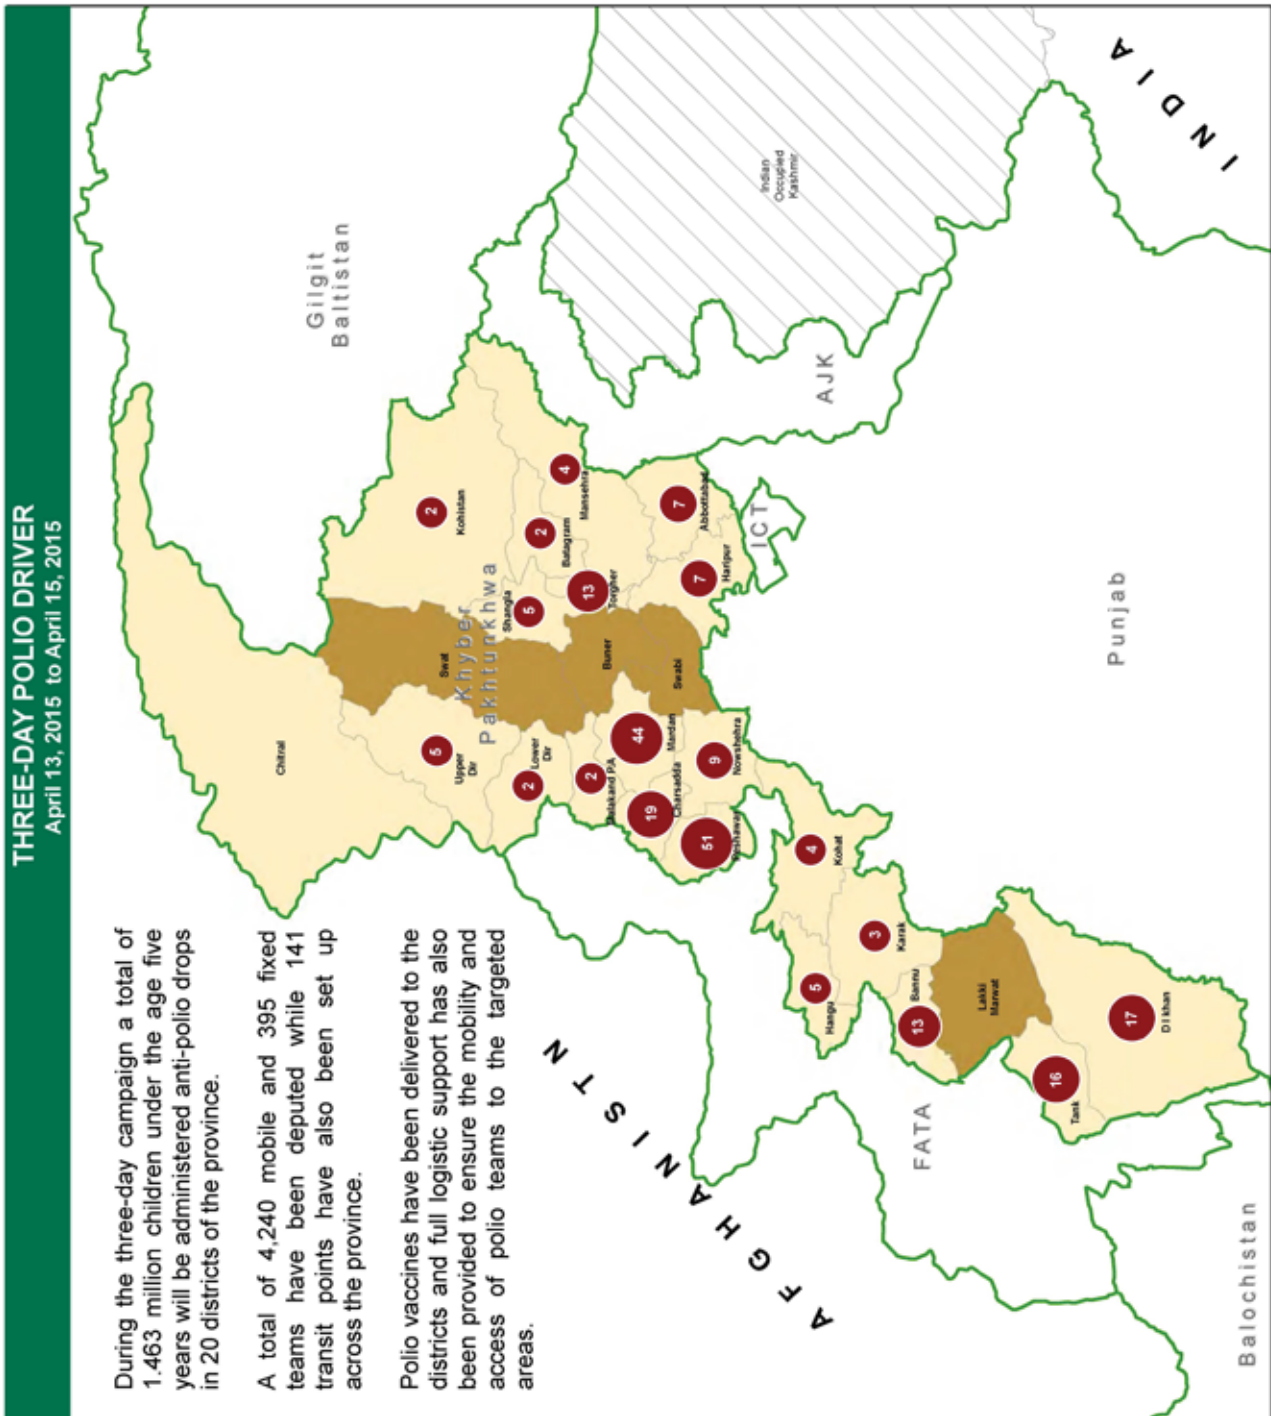 THREE-DAY POLIO DRIVER
April 13, 2015 to April 15, 2015
During the three-day campaign a total of
1.463 million children under the age five
years will be administered anti-polio drops
in 20 districts of the province.
A total of 4,240 mobile and 395 fixed
teams have been deputed while 141
transit points have also been set up
across the province.
Polio vaccines have been delivered to the
districts and full logistic support has also
been provided to ensure the mobility and
access of polio teams to the targeted
areas.
Chitral
Gilgit
Baltistan
5
Upper
Dir
Swat
2
Kohistan
Khyber
Pakhtunkhwa
2
Lower
Dir
5
Shangla
2
Batagram
4
Mansehra
2
Malakand P.A
Buner
13
Torgher
19
Charsadda
44
Mardan
Swabi
7
Haripur
7
Abbottabad
51
Peshawar
9
Nowshehra
ICT
AJK
Indian
Occupied
Kashmir
INDIA
5
Hangu
4
Kohat
3
Karak
13
Bannu
Lakki
Marwat
16
Tank
17
D I khan
AFGHANISTN
FATA
Punjab
Balochistan